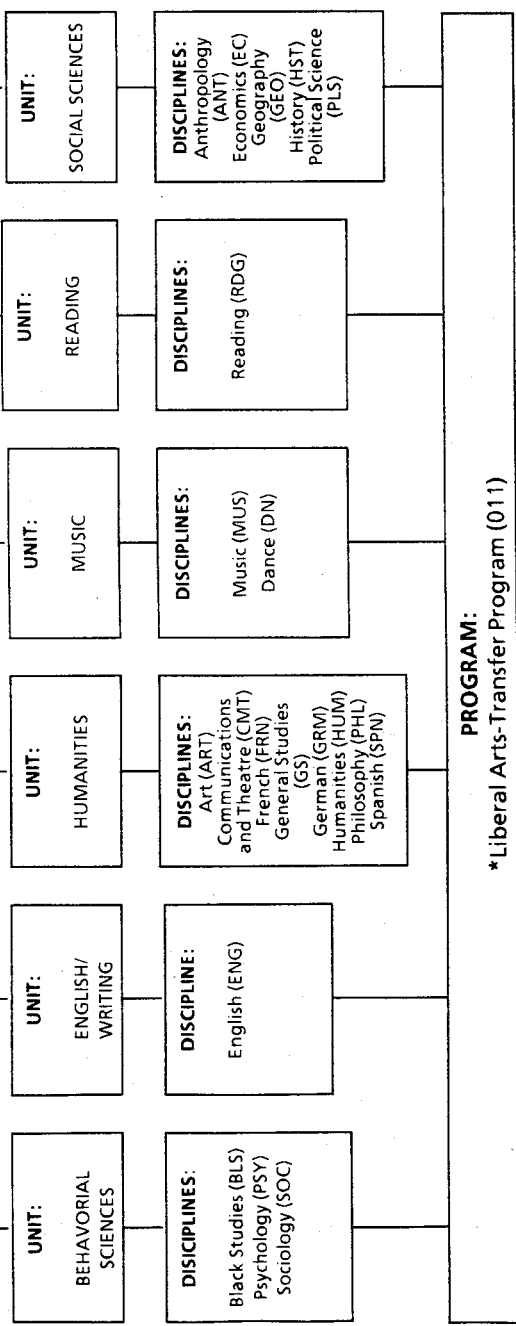 UNIT:
BEHAVORIAL
SCIENCES
DISICIPLINES:
Black Studies (BLS)
Psychology (PSY)
Sociology (SOC)
UNIT:
ENGLISH/
WRITING
DISCIPLINE:
English (ENG)
UNIT:
HUMANITIES
DISCIPLINES:
Art (ART)
Communications
and Theatre (CMT)
French (FRN)
General Studies
(GS)
German (GRM)
Humanities (HUM)
Philosophy (PHL)
Spanish (SPN)
UNIT:
MUSIC
DISCIPLINES:
Music (MUS)
Dance (DN)
UNIT:
READING
DISCIPLINES:
Reading (RDG)
UNIT:
SOCIAL SCIENCES
DISCIPLINES:
Anthropology
(ANT)
Economics (EC)
Geography
(GEO)
History (HST)
Political Science
(PLS)
PROGRAM:
*Liberal Arts-Transfer Program (011)